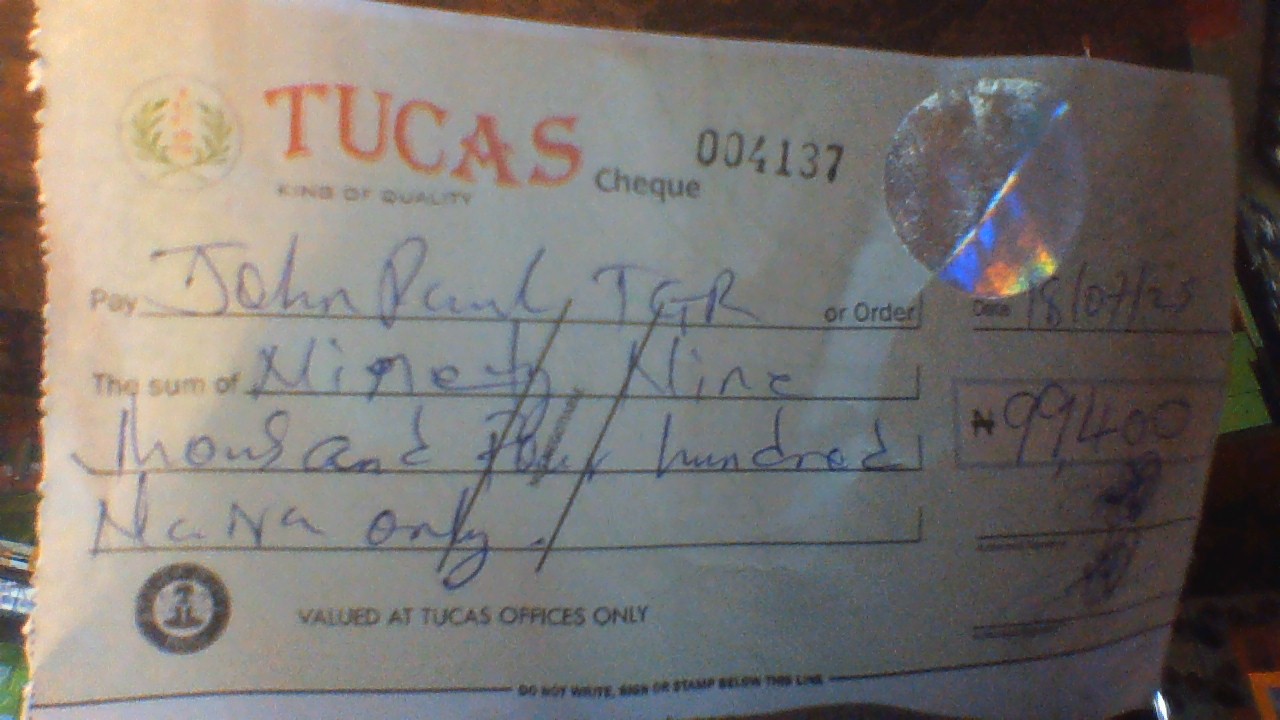 TUCAS
KING OF QUALITY
Cheque 004137
Pay John Paul TGR or Order
Date 18/07/25
The sum of Ninety Nine
thousand four hundred
₦99,400
Naira only.
VALUED AT TUCAS OFFICES ONLY
DO NOT WRITE, SIGN OR STAMP BELOW THIS LINE